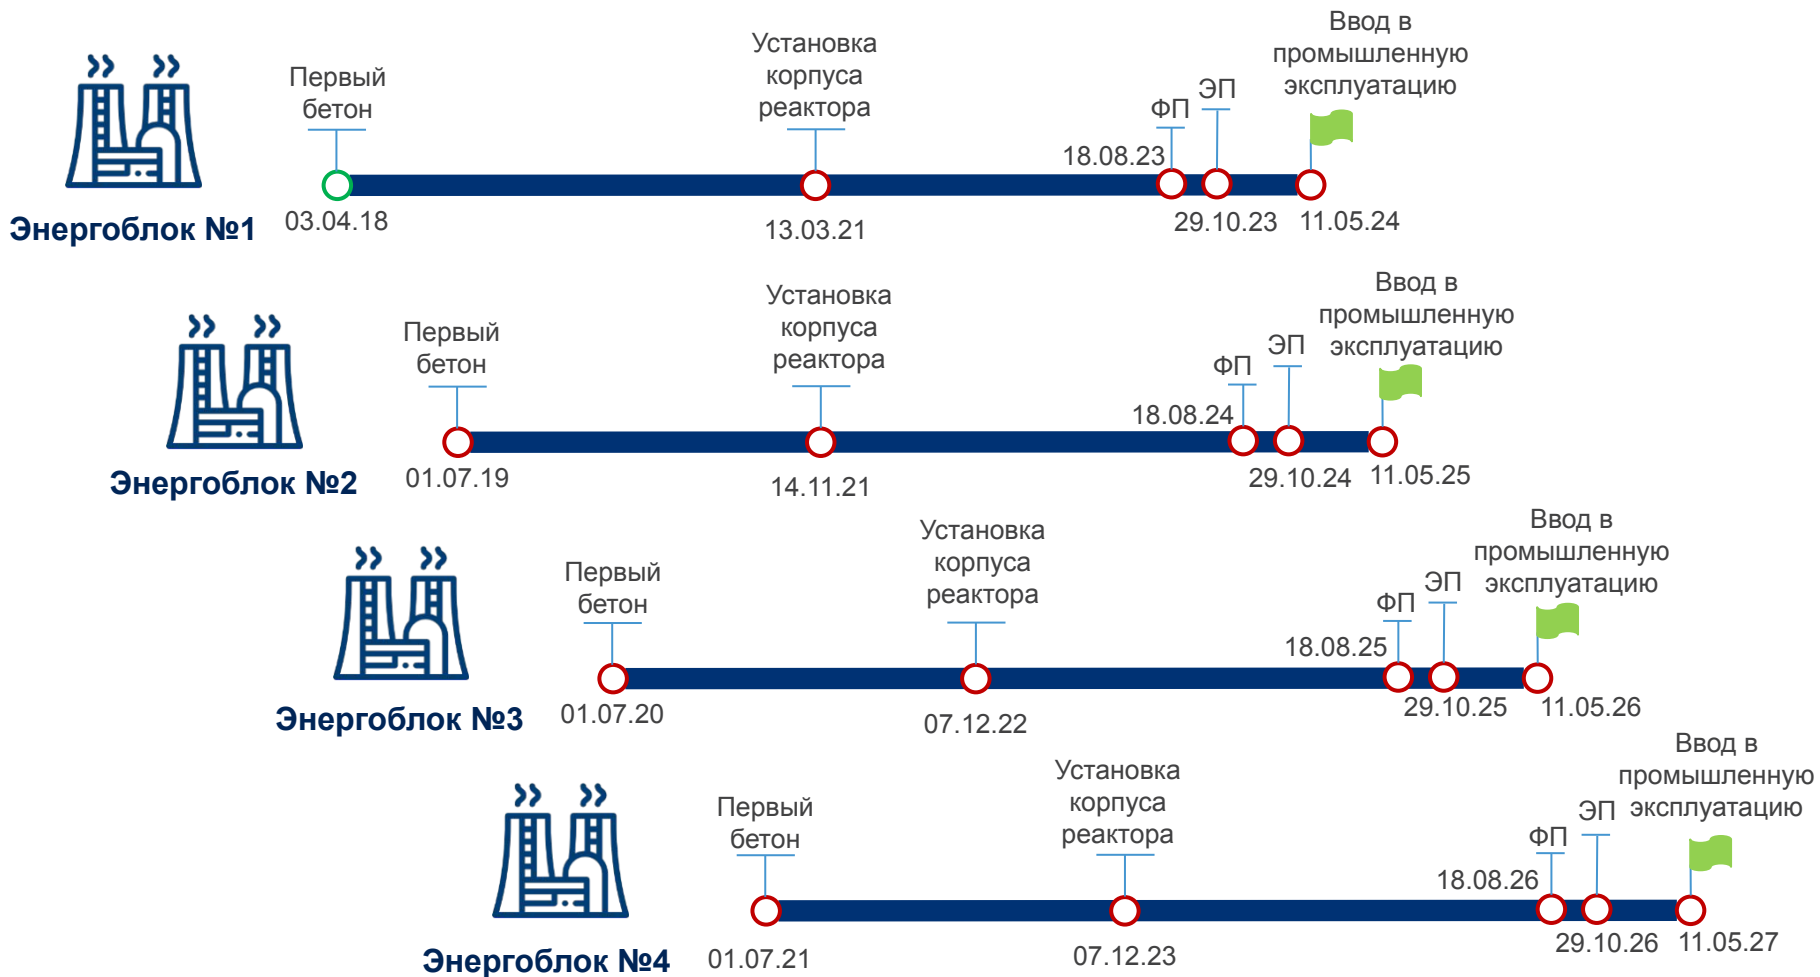 Энергоблок №1
Первый
бетон
03.04.18
Установка
корпуса
реактора
13.03.21
ФП
18.08.23
ЭП
29.10.23
Ввод в
промышленную
эксплуатацию
11.05.24
Энергоблок №2
Первый
бетон
01.07.19
Установка
корпуса
реактора
14.11.21
ФП
18.08.24
ЭП
29.10.24
Ввод в
промышленную
эксплуатацию
11.05.25
Энергоблок №3
Первый
бетон
01.07.20
Установка
корпуса
реактора
07.12.22
ФП
18.08.25
ЭП
29.10.25
Ввод в
промышленную
эксплуатацию
11.05.26
Энергоблок №4
Первый
бетон
01.07.21
Установка
корпуса
реактора
07.12.23
ФП
18.08.26
ЭП
29.10.26
Ввод в
промышленную
эксплуатацию
11.05.27